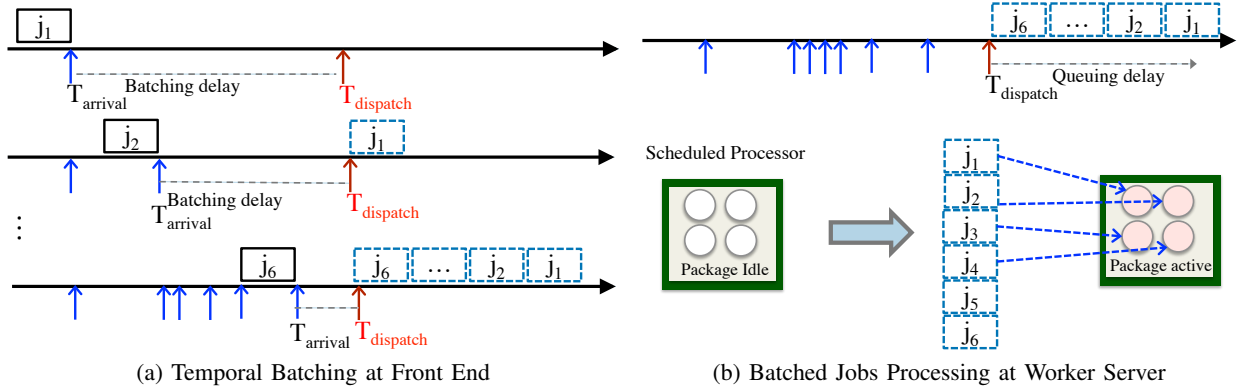 j1
Batching delay
Tarrival
Tdispatch
j2
j1
Batching delay
Tarrival
Tdispatch
⋮
j6
j6 ... j2 j1
Tarrival
Tdispatch
(a) Temporal Batching at Front End
j6 ... j2 j1
Queuing delay
Tdispatch
Scheduled Processor
Package Idle
j1
j2
j3
j4
j5
j6
Package active
(b) Batched Jobs Processing at Worker Server